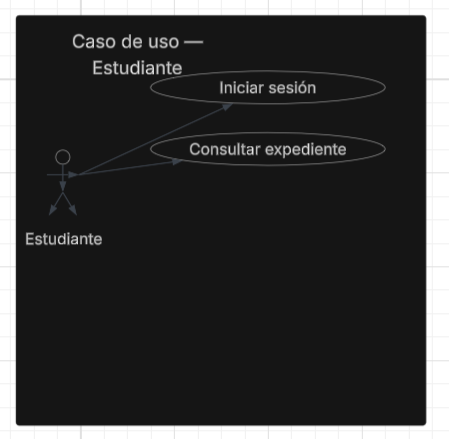 Caso de uso —
Estudiante
Iniciar sesión
Consultar expediente
Estudiante